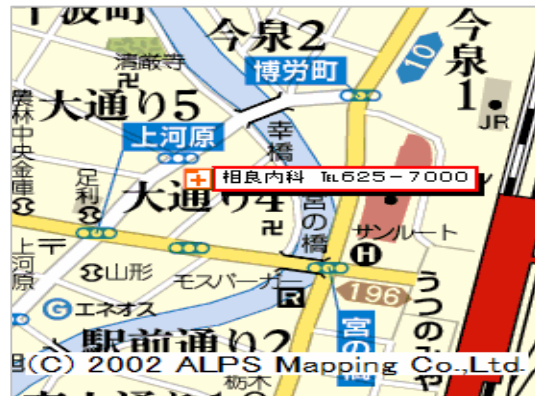 今泉2
今泉1
10
博労町
清厳寺
大通り5
JR
上河原
幸橋
農林中央金庫
相良内科 ℡625-7000
足利
大通り4
宮の橋
サンルート
H
上河原
山形
モスバーガー
R
196
G エネオス
うつのみや
駅前通り2
宮の橋
(C) 2002 ALPS Mapping Co.,Ltd.
栃木